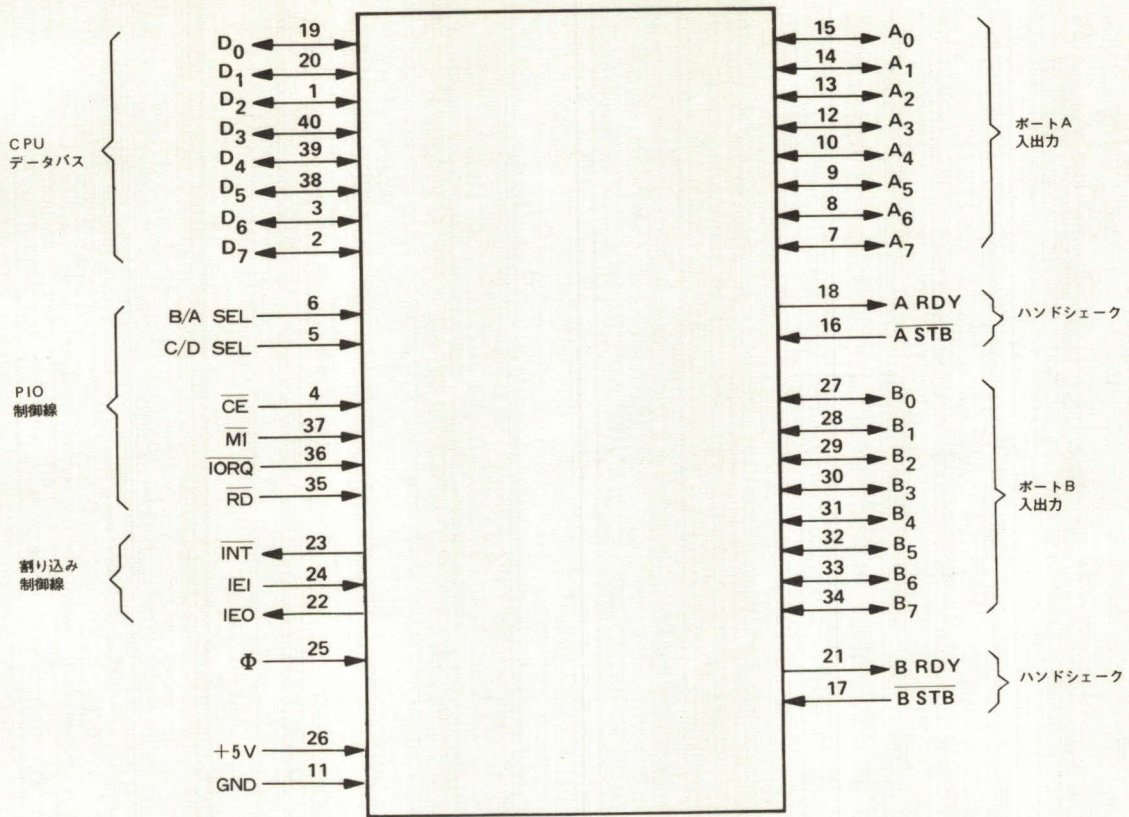 CPU
データバス
D0 19
D1 20
D2 1
D3 40
D4 39
D5 38
D6 3
D7 2
PIO
制御線
B/A SEL 6
C/D SEL 5
CE 4
M1 37
IORQ 36
RD 35
割り込み
制御線
INT 23
IEI 24
IEO 22
Φ 25
+5V 26
GND 11
15 A0
14 A1
13 A2
12 A3
10 A4
9 A5
8 A6
7 A7
ポートA
入出力
18 A RDY
16 A STB
ハンドシェーク
27 B0
28 B1
29 B2
30 B3
31 B4
32 B5
33 B6
34 B7
ポートB
入出力
21 B RDY
17 B STB
ハンドシェーク